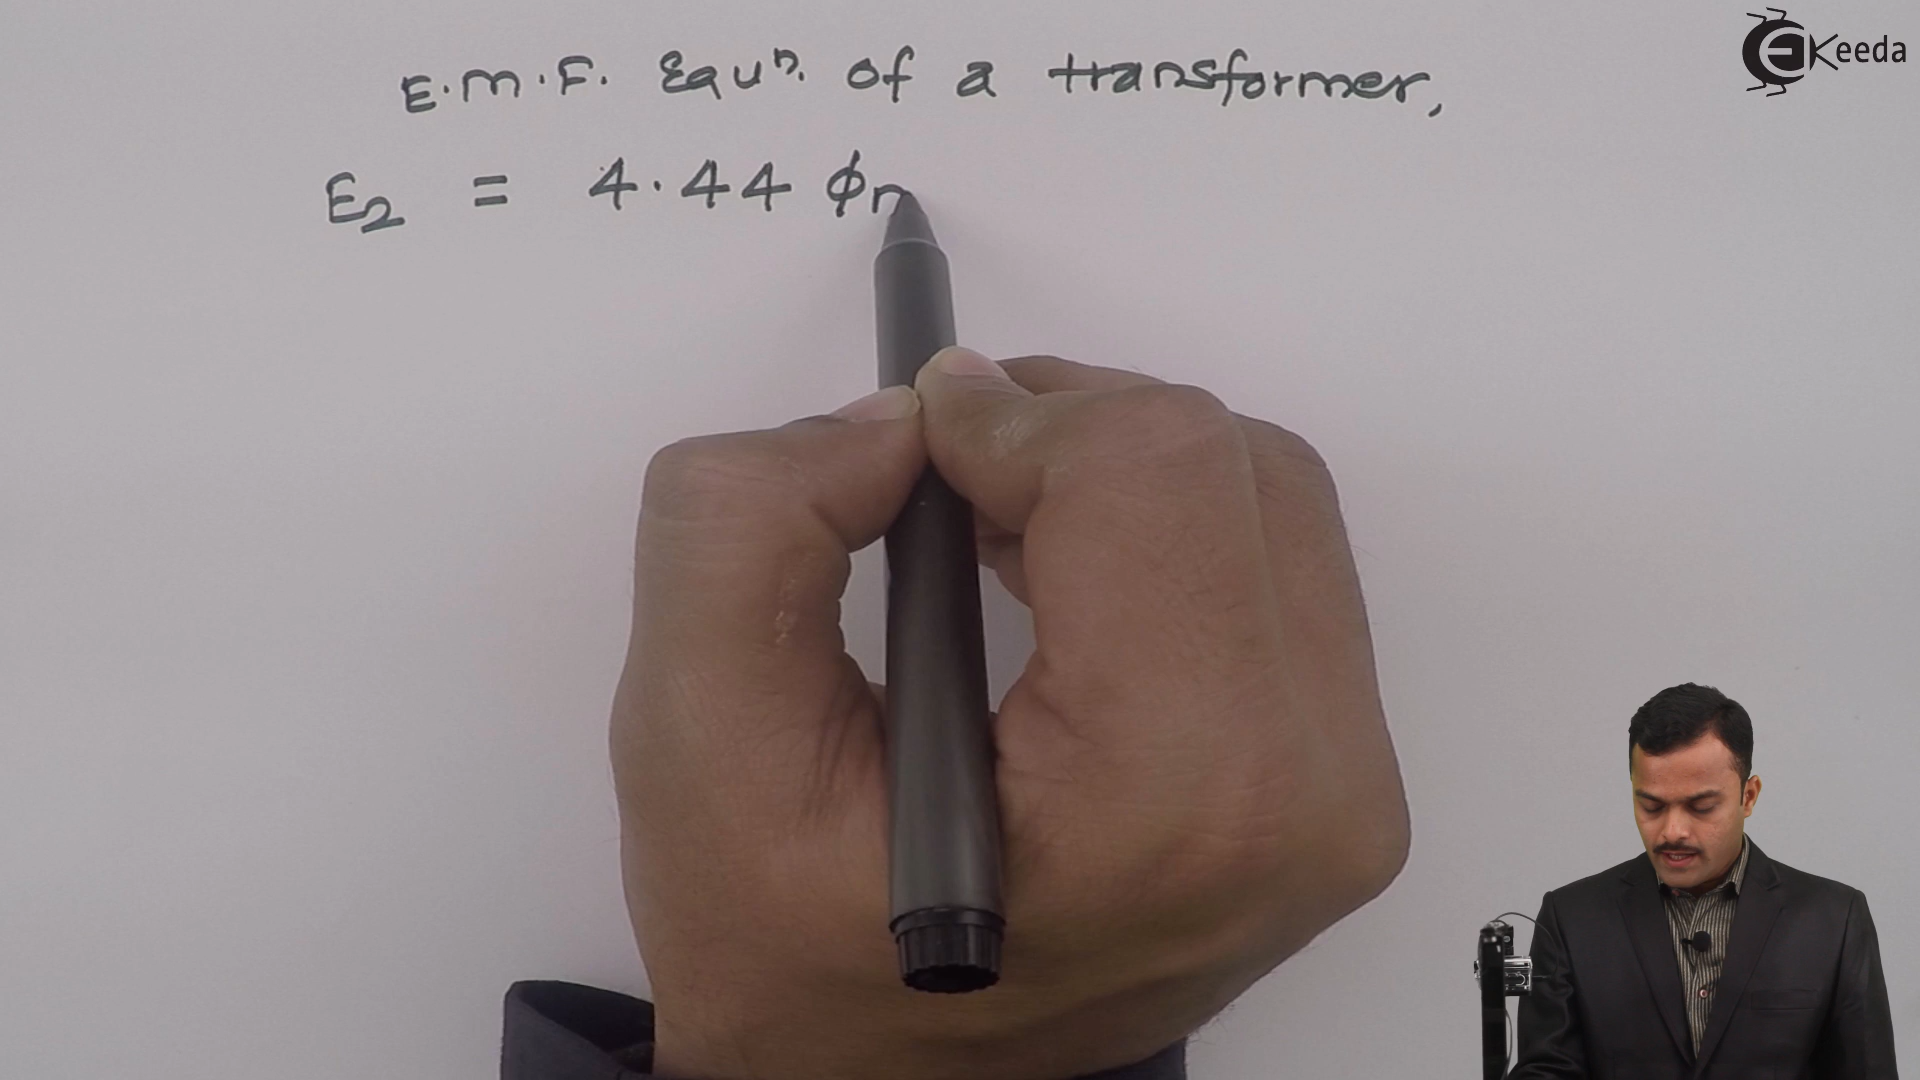 E.M.F. Equⁿ. of a transformer,
E₂ = 4.44 ϕm
EKeeda